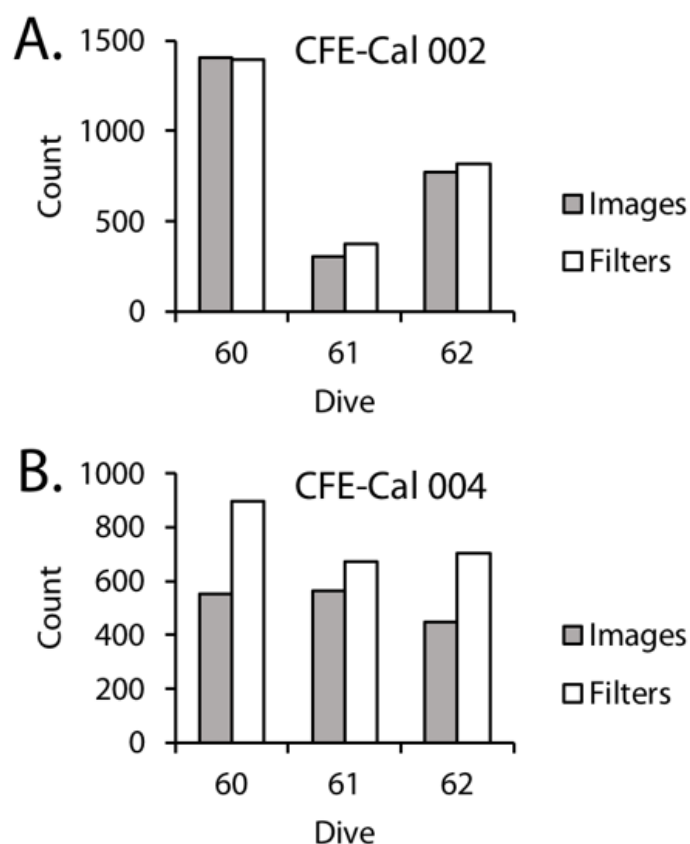 A.
CFE-Cal 002
1500
1000
500
0
Count
60 61 62
Dive
Images
Filters
B.
CFE-Cal 004
1000
800
600
400
200
0
Count
60 61 62
Dive
Images
Filters